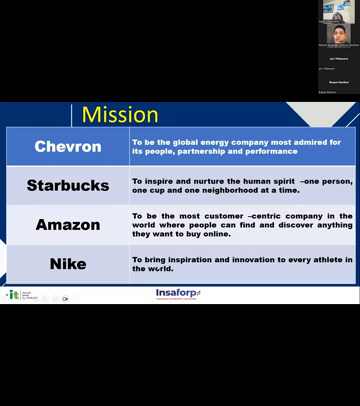 Mission
Chevron
To be the global energy company most admired for
its people, partnership and performance
Starbucks
To inspire and nurture the human spirit –one person,
one cup and one neighborhood at a time.
Amazon
To be the most customer –centric company in the
world where people can find and discover anything
they want to buy online.
Nike
To bring inspiration and innovation to every athlete in
the world.
it
Insaforp